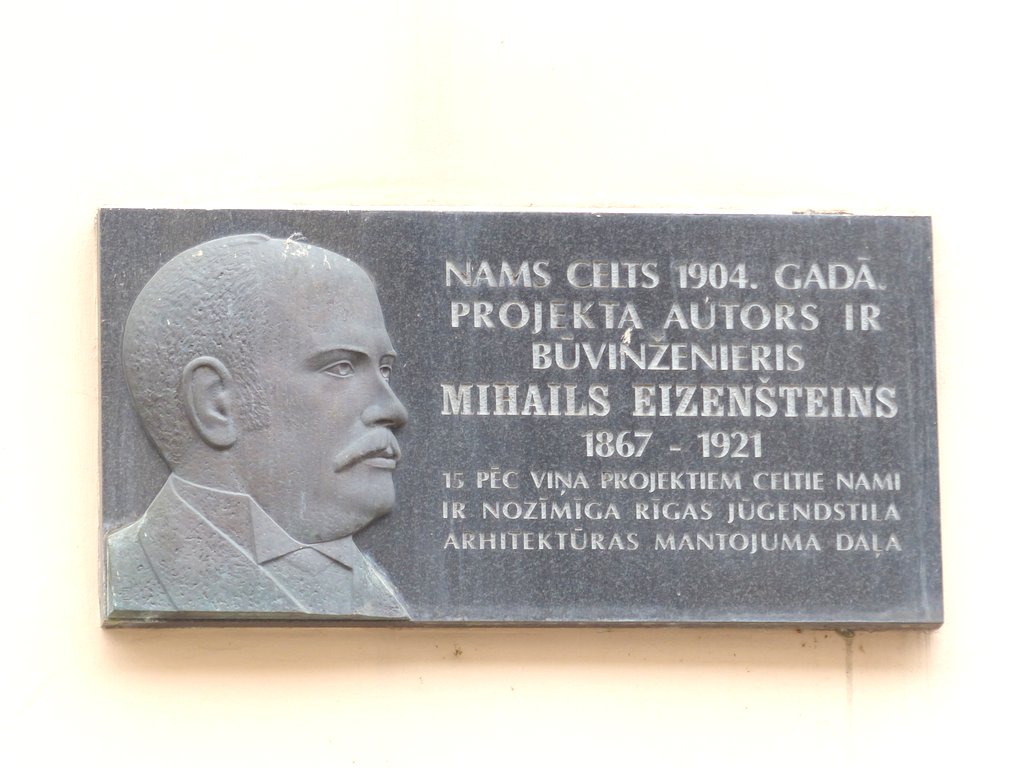 NAMS CELTS 1904. GADĀ.
PROJEKTA AUTORS IR
BŪVINŽENIERIS
MIHAILS EIZENŠTEINS
1867 - 1921
15 PĒC VIŅA PROJEKTIEM CELTIE NAMI
IR NOZĪMĪGA RĪGAS JŪGENDSTILA
ARHITEKTŪRAS MANTOJUMA DAĻA